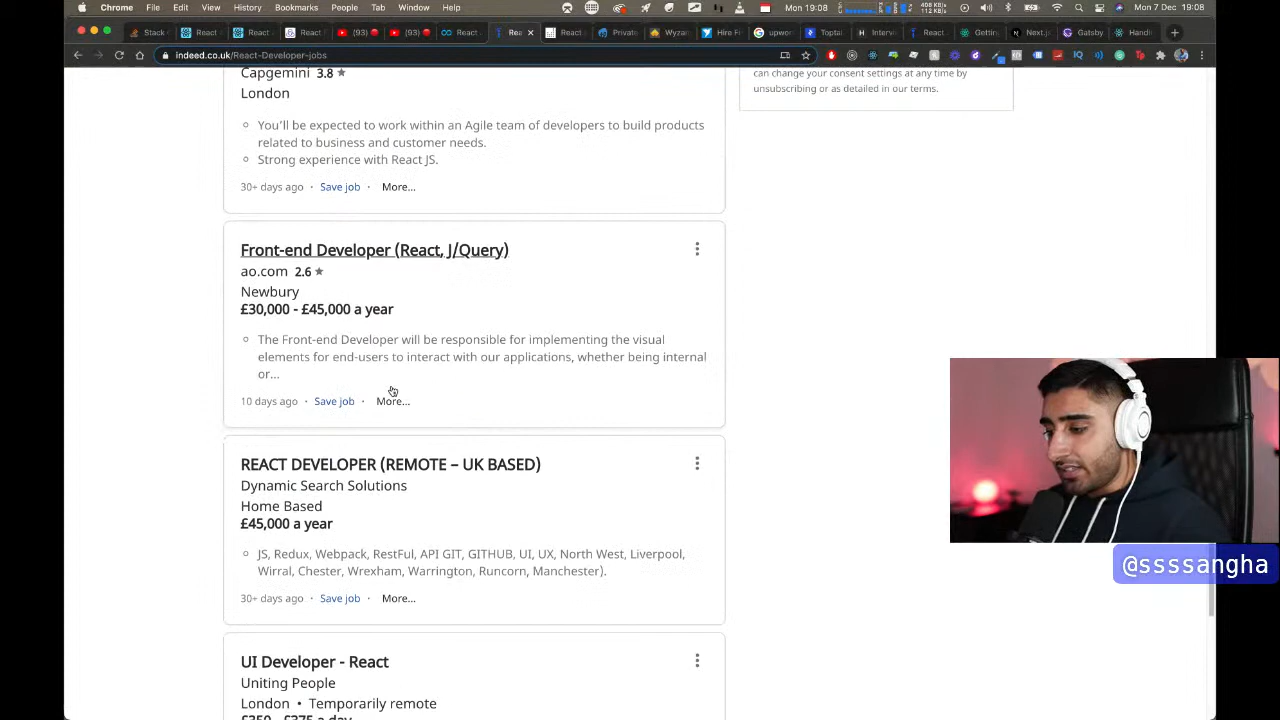 Chrome File Edit View History Bookmarks People Tab Window Help
Mon 7 Dec 19:08
Stack
React
React
React
(93)
(93)
React
Rea
React
Private
Wyzan
Hire F
upwor
Toptal
Interv
React
Gettin
Next.js
Gatsby
Handli
indeed.co.uk/React-Developer-jobs
Capgemini 3.8
London
You'll be expected to work within an Agile team of developers to build products
related to business and customer needs.
Strong experience with React JS.
30+ days ago · Save job · More...
can change your consent settings at any time by
unsubscribing or as detailed in our terms.
Front-end Developer (React, J/Query)
ao.com 2.6
Newbury
£30,000 - £45,000 a year
The Front-end Developer will be responsible for implementing the visual
elements for end-users to interact with our applications, whether being internal
or...
10 days ago · Save job · More...
REACT DEVELOPER (REMOTE – UK BASED)
Dynamic Search Solutions
Home Based
£45,000 a year
JS, Redux, Webpack, RestFul, API GIT, GITHUB, UI, UX, North West, Liverpool,
Wirral, Chester, Wrexham, Warrington, Runcorn, Manchester).
30+ days ago · Save job · More...
UI Developer - React
Uniting People
London • Temporarily remote
£350 - £375 a day
@ssssangha